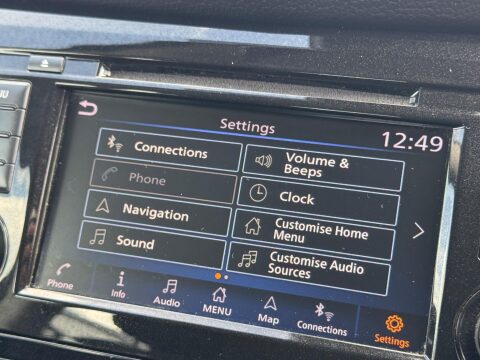 NU
Settings
12:49
Connections
Volume &
Beeps
Phone
Clock
Navigation
Customise Home
Menu
Sound
Customise Audio
Sources
Phone
Info
Audio
MENU
Map
Connections
Settings